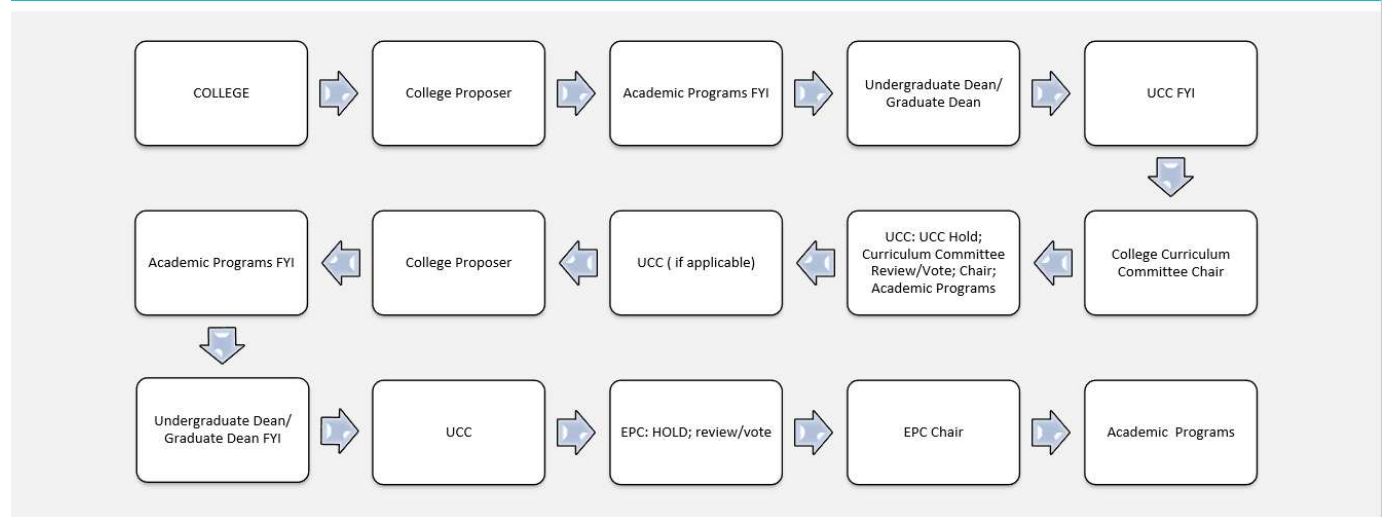 COLLEGE
College Proposer
Academic Programs FYI
Undergraduate Dean/
Graduate Dean
UCC FYI
College Curriculum
Committee Chair
UCC: UCC Hold;
Curriculum Committee
Review/Vote; Chair;
Academic Programs
UCC ( if applicable)
College Proposer
Academic Programs FYI
Undergraduate Dean/
Graduate Dean FYI
UCC
EPC: HOLD; review/vote
EPC Chair
Academic  Programs